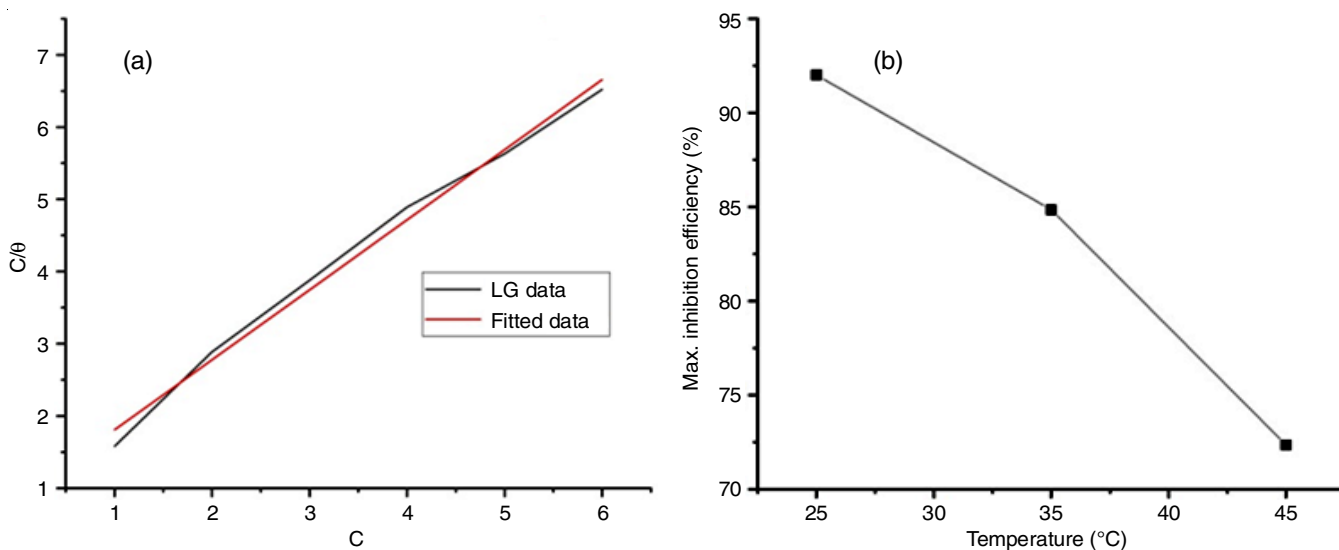 (a)
7
6
5
4
3
2
1
C/θ
LG data
Fitted data
1 2 3 4 5 6
C
(b)
95
90
85
80
75
70
Max. inhibition efficiency (%)
25 30 35 40 45
Temperature (°C)